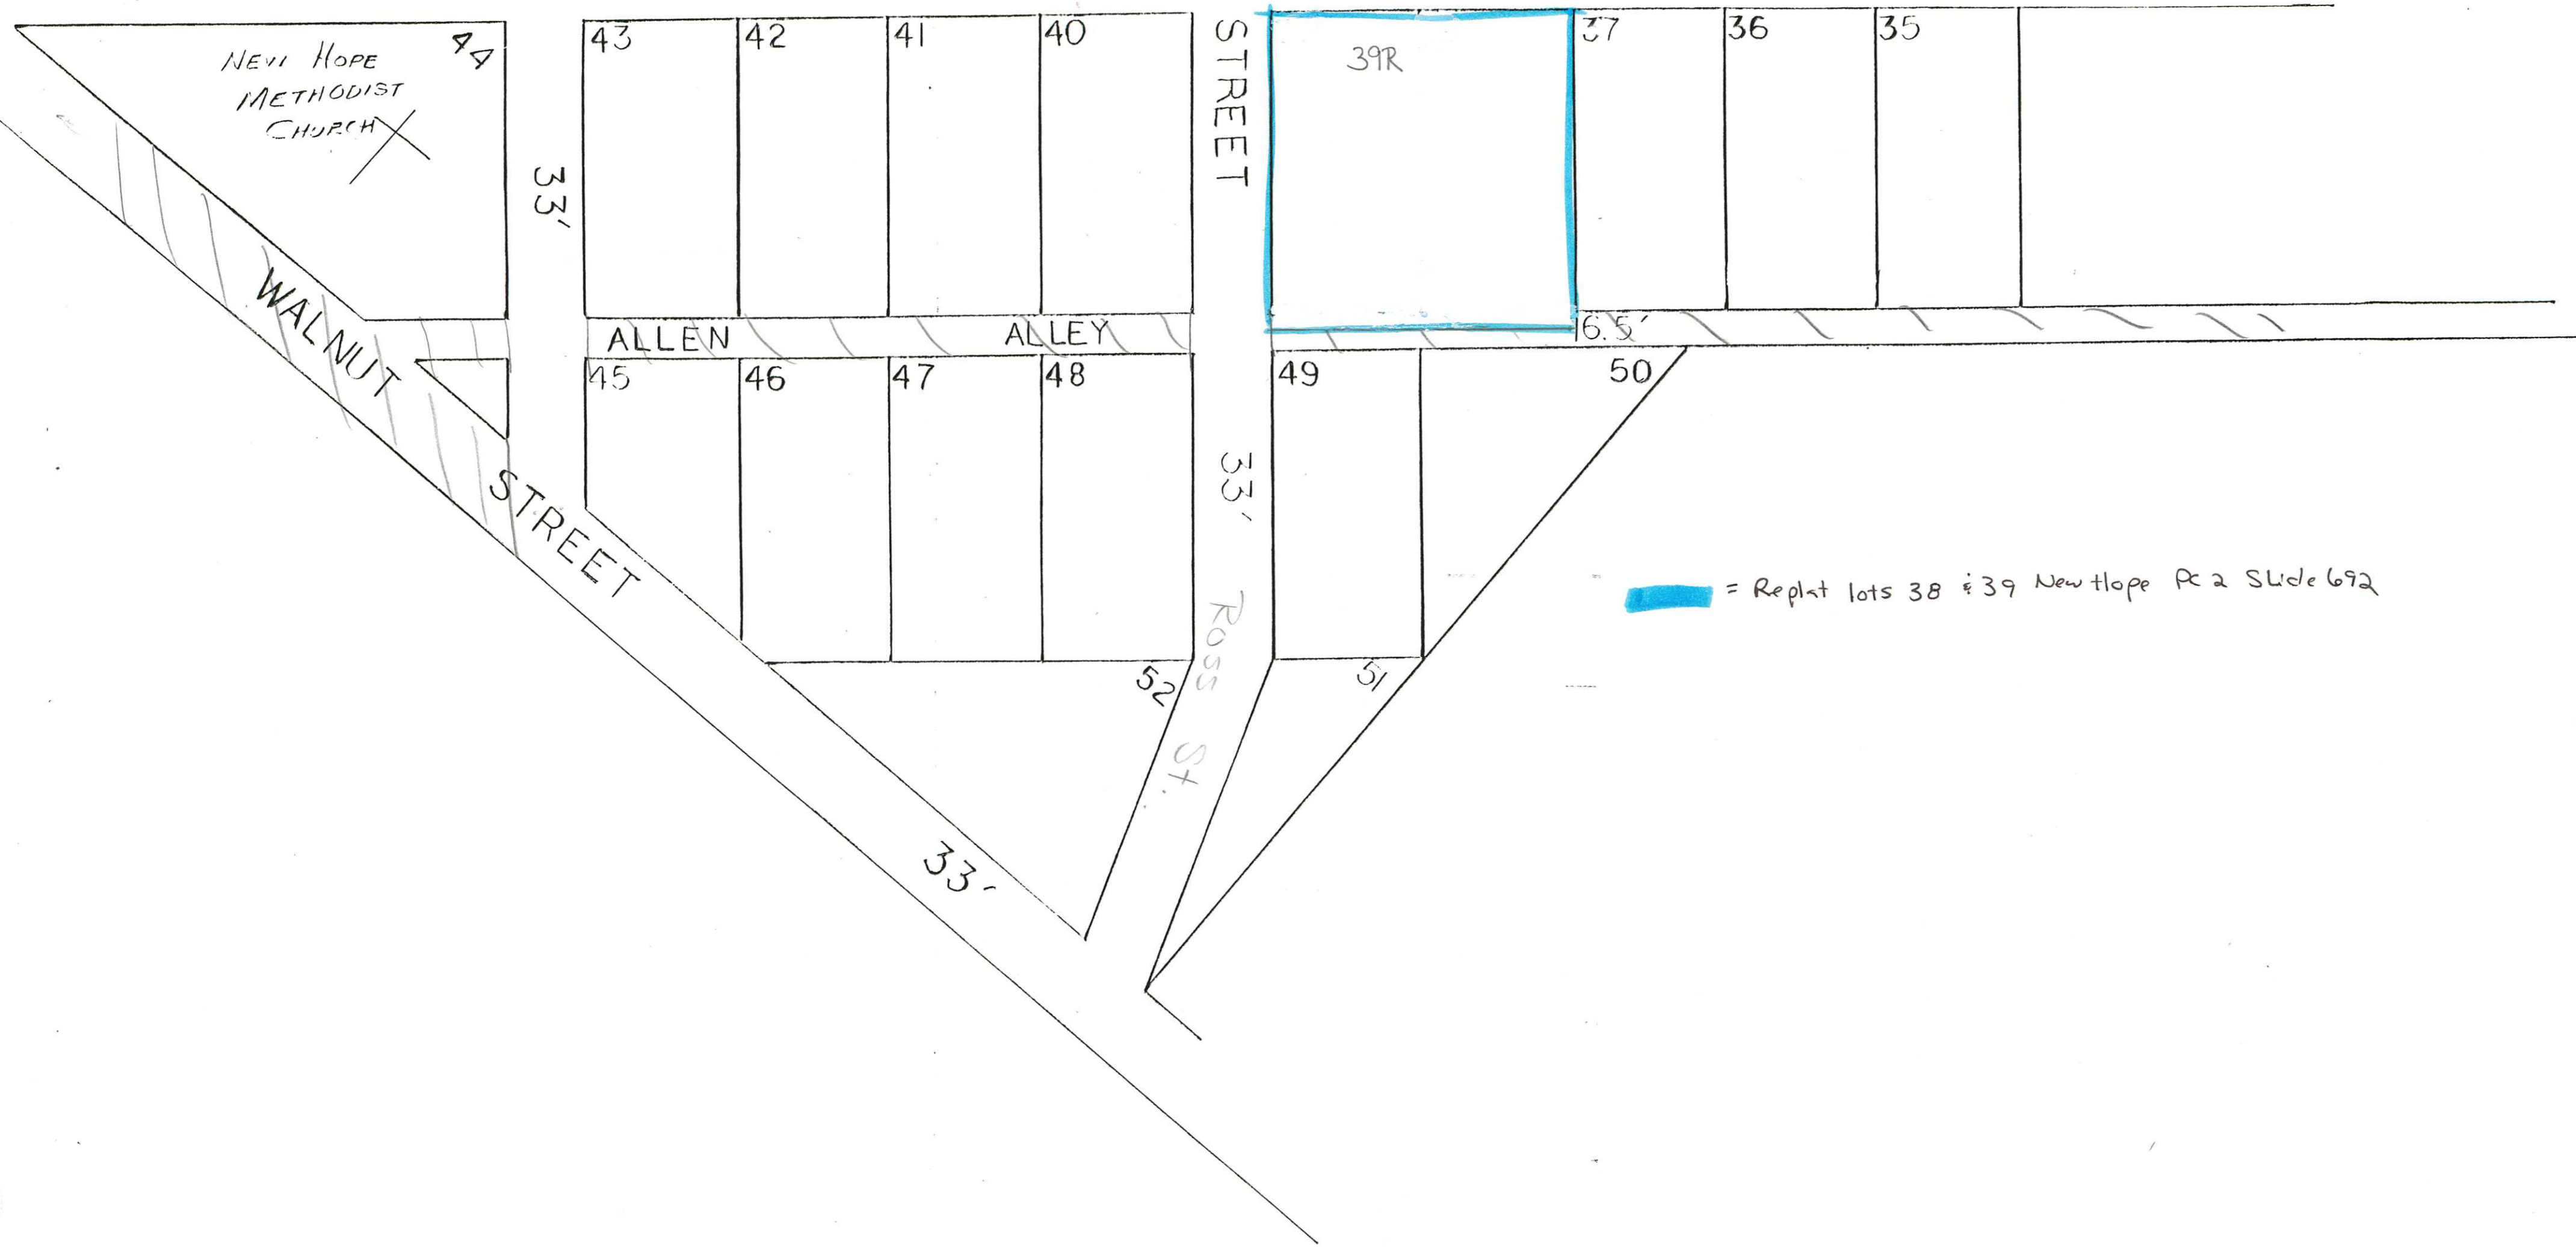 44
NEW HOPE
METHODIST
CHURCH
43
42
41
40
STREET
39R
37
36
35
33'
WALNUT
STREET
ALLEN ALLEY
16.5'
45
46
47
48
49
50
33'
Ross St.
52
51
= Replat lots 38 & 39 New Hope PC 2 Slide 692
33'